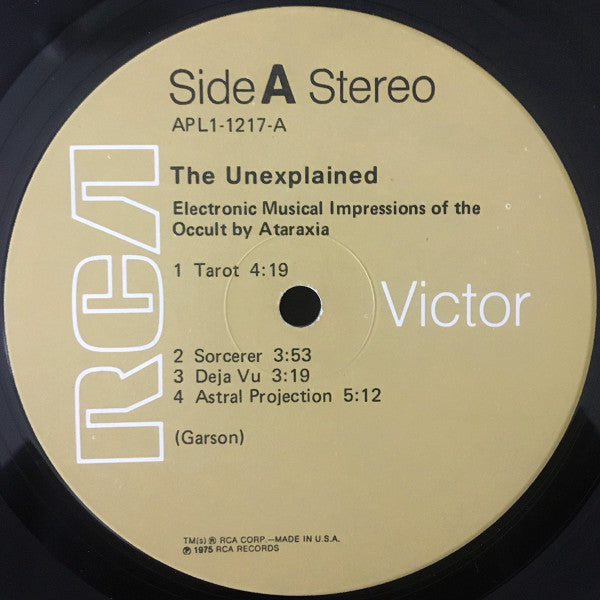 Side A Stereo
APL1-1217-A
The Unexplained
Electronic Musical Impressions of the
Occult by Ataraxia
1 Tarot 4:19
RCA
Victor
2 Sorcerer 3:53
3 Deja Vu 3:19
4 Astral Projection 5:12
(Garson)
TM(s) ® RCA CORP.—MADE IN U.S.A.
℗ 1975 RCA RECORDS